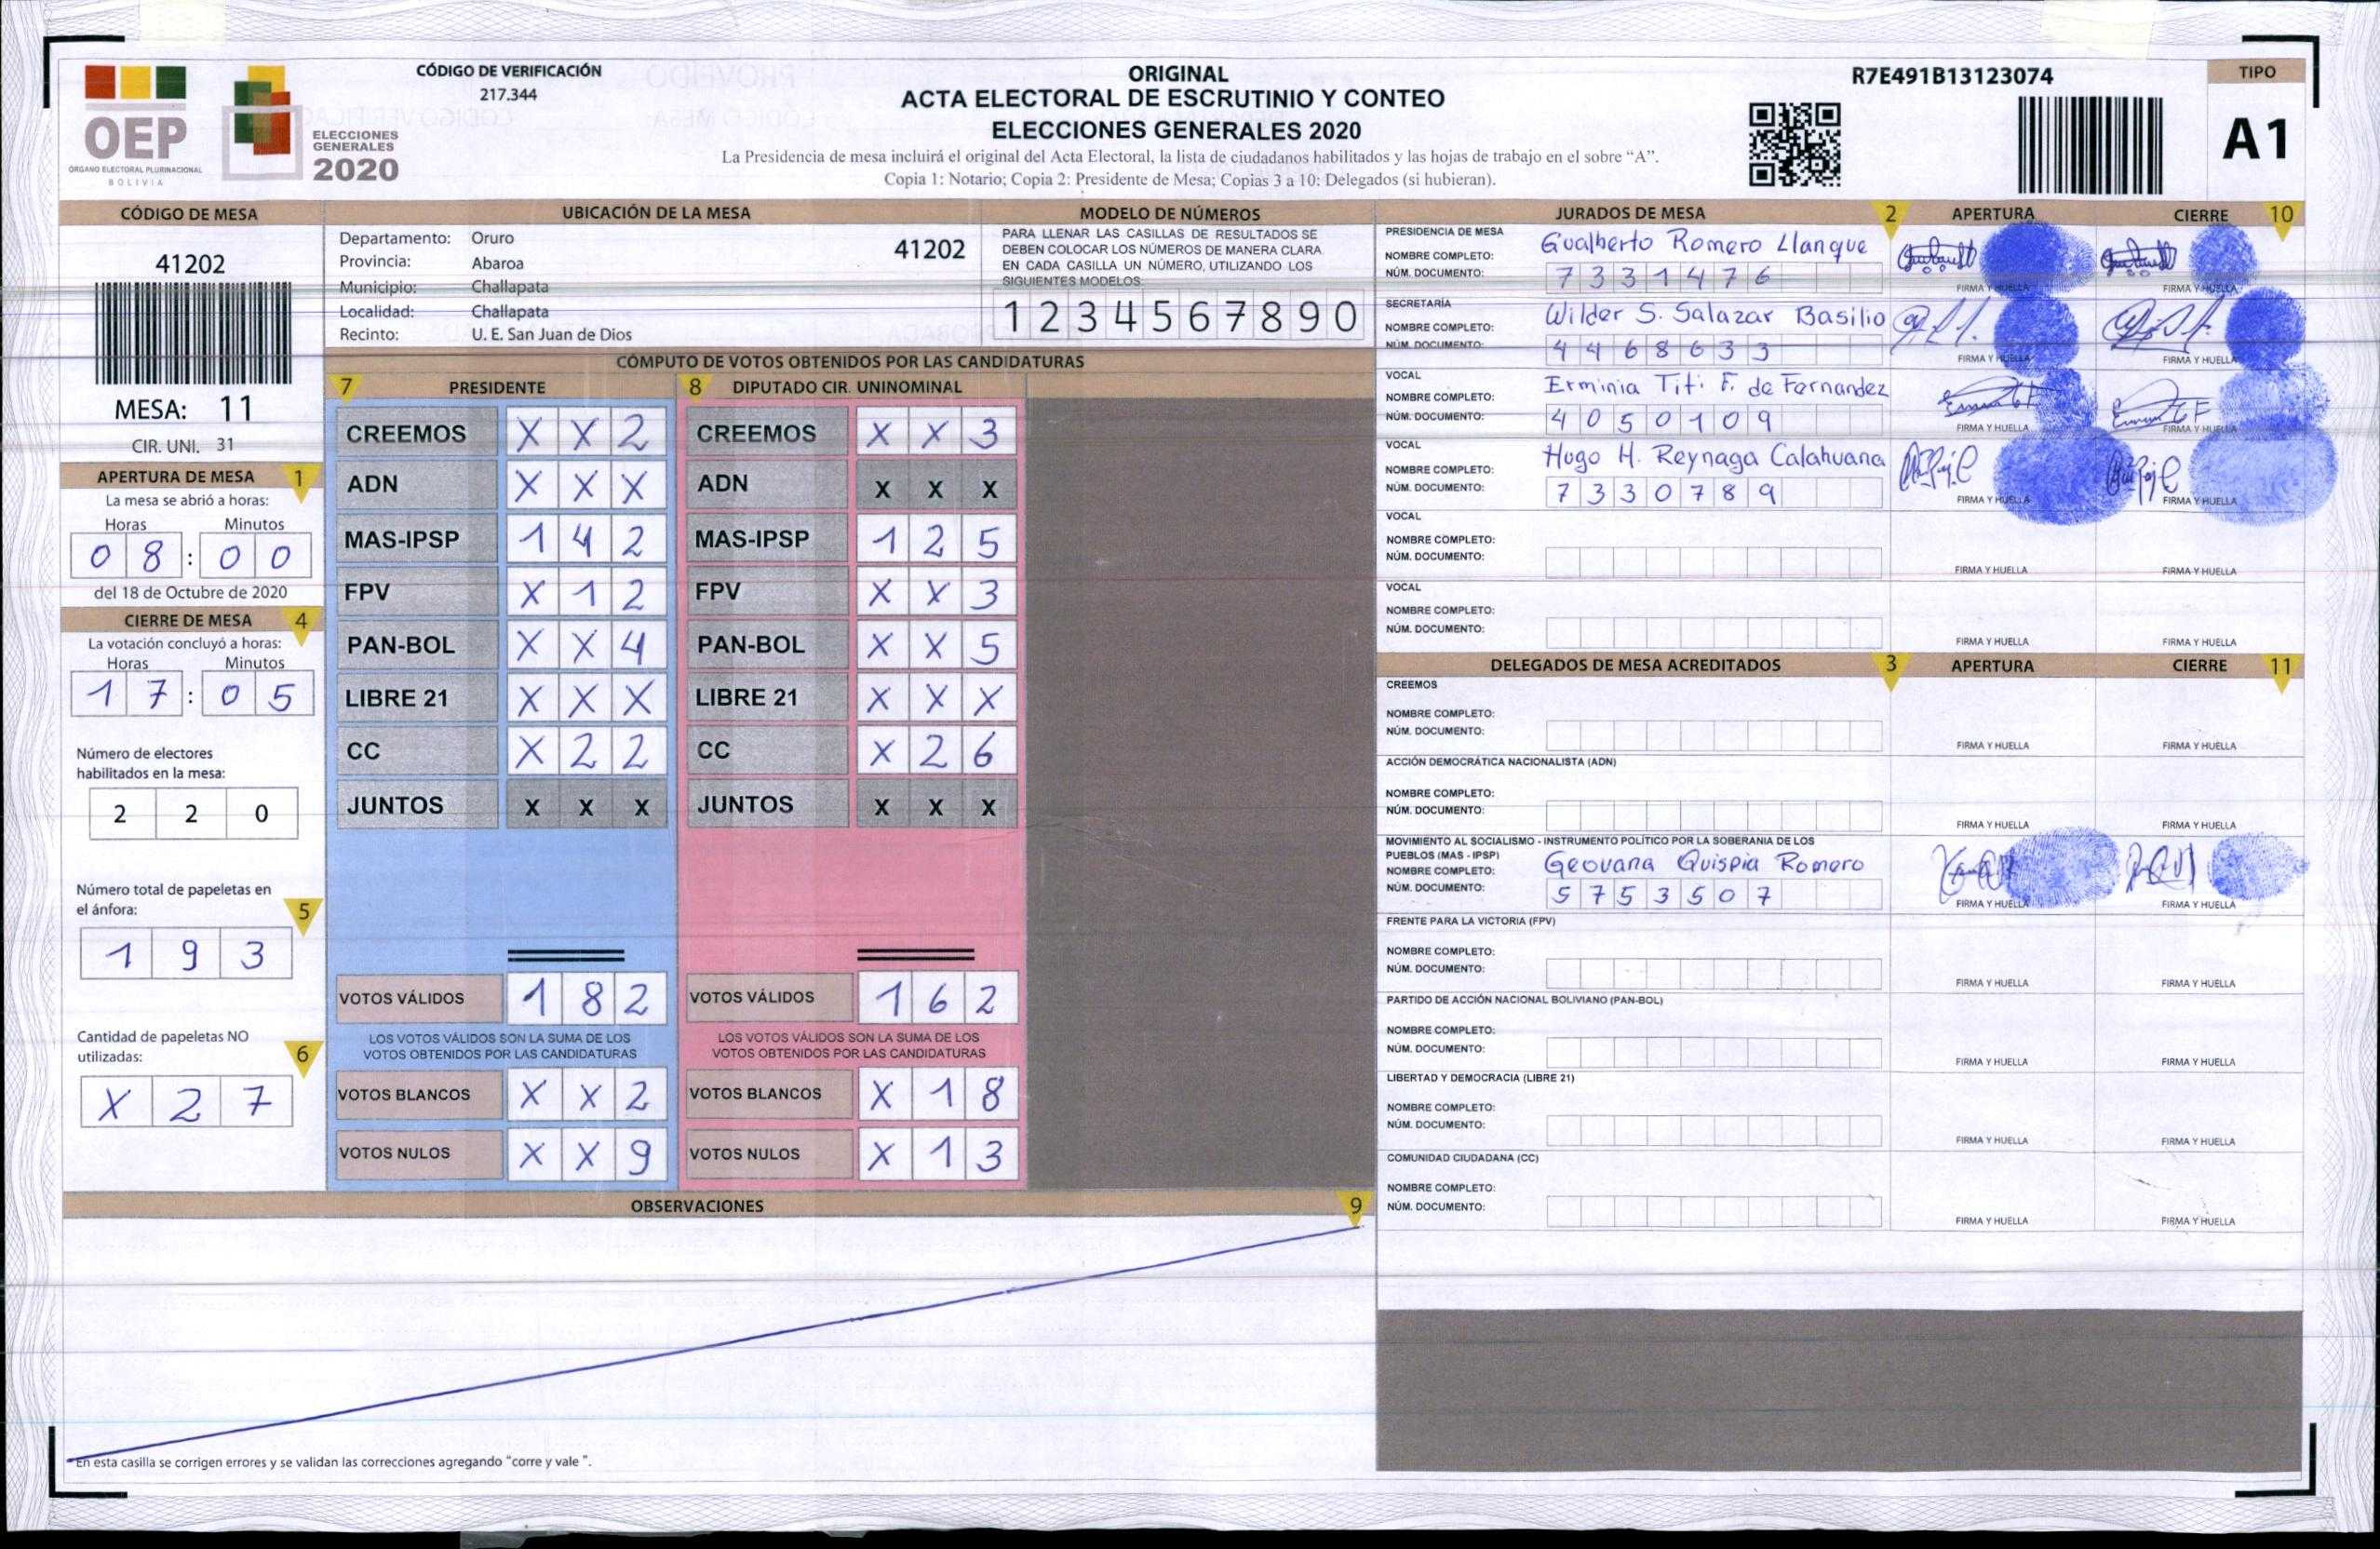 OEP
ÓRGANO ELECTORAL PLURINACIONAL
BOLIVIA
ELECCIONES
GENERALES
2020
CÓDIGO DE VERIFICACIÓN
217.344
ORIGINAL
ACTA ELECTORAL DE ESCRUTINIO Y CONTEO
ELECCIONES GENERALES 2020
La Presidencia de mesa incluirá el original del Acta Electoral, la lista de ciudadanos habilitados y las hojas de trabajo en el sobre “A”.
Copia 1: Notario; Copia 2: Presidente de Mesa; Copias 3 a 10: Delegados (si hubieran).
R7E491B13123074
TIPO
A1
CÓDIGO DE MESA
41202
MESA: 11
CIR. UNI. 31
UBICACIÓN DE LA MESA
Departamento: Oruro
41202
Provincia: Abaroa
Municipio: Challapata
Localidad: Challapata
Recinto: U. E. San Juan de Dios
MODELO DE NÚMEROS
PARA LLENAR LAS CASILLAS DE RESULTADOS SE
DEBEN COLOCAR LOS NÚMEROS DE MANERA CLARA
EN CADA CASILLA UN NÚMERO, UTILIZANDO LOS
SIGUIENTES MODELOS:
1 2 3 4 5 6 7 8 9 0
APERTURA DE MESA 1
La mesa se abrió a horas:
Horas Minutos
0 8 : 0 0
del 18 de Octubre de 2020
CIERRE DE MESA 4
La votación concluyó a horas:
Horas Minutos
1 7 : 0 5
Número de electores
habilitados en la mesa:
2 2 0
Número total de papeletas en
el ánfora: 5
1 9 3
Cantidad de papeletas NO
utilizadas: 6
X 2 7
CÓMPUTO DE VOTOS OBTENIDOS POR LAS CANDIDATURAS
7 PRESIDENTE 8 DIPUTADO CIR. UNINOMINAL
CREEMOS X X 2 CREEMOS X X 3
ADN X X X ADN X X X
MAS-IPSP 1 4 2 MAS-IPSP 1 2 5
FPV X 1 2 FPV X X 3
PAN-BOL X X 4 PAN-BOL X X 5
LIBRE 21 X X X LIBRE 21 X X X
CC X 2 2 CC X 2 6
JUNTOS X X X JUNTOS X X X
VOTOS VÁLIDOS 1 8 2 VOTOS VÁLIDOS 1 6 2
LOS VOTOS VÁLIDOS SON LA SUMA DE LOS LOS VOTOS VÁLIDOS SON LA SUMA DE LOS
VOTOS OBTENIDOS POR LAS CANDIDATURAS VOTOS OBTENIDOS POR LAS CANDIDATURAS
VOTOS BLANCOS X X 2 VOTOS BLANCOS X 1 8
VOTOS NULOS X X 9 VOTOS NULOS X 1 3
OBSERVACIONES 9
En esta casilla se corrigen errores y se validan las correcciones agregando “corre y vale ”.
JURADOS DE MESA 2 APERTURA CIERRE 10
PRESIDENCIA DE MESA
NOMBRE COMPLETO: Gualberto Romero Llanque
NÚM. DOCUMENTO: 7 3 3 1 4 7 6
FIRMA Y HUELLA FIRMA Y HUELLA
SECRETARÍA
NOMBRE COMPLETO: Wilder S. Salazar Basilio
NÚM. DOCUMENTO: 4 4 6 8 6 3 3
FIRMA Y HUELLA FIRMA Y HUELLA
VOCAL
NOMBRE COMPLETO: Erminia Titi F. de Fernandez
NÚM. DOCUMENTO: 4 0 5 0 1 0 9
FIRMA Y HUELLA FIRMA Y HUELLA
VOCAL
NOMBRE COMPLETO: Hugo H. Reynaga Calahuana
NÚM. DOCUMENTO: 7 3 3 0 7 8 9
FIRMA Y HUELLA FIRMA Y HUELLA
VOCAL
NOMBRE COMPLETO:
NÚM. DOCUMENTO:
FIRMA Y HUELLA FIRMA Y HUELLA
VOCAL
NOMBRE COMPLETO:
NÚM. DOCUMENTO:
FIRMA Y HUELLA FIRMA Y HUELLA
DELEGADOS DE MESA ACREDITADOS 3 APERTURA CIERRE 11
CREEMOS
NOMBRE COMPLETO:
NÚM. DOCUMENTO:
FIRMA Y HUELLA FIRMA Y HUELLA
ACCIÓN DEMOCRÁTICA NACIONALISTA (ADN)
NOMBRE COMPLETO:
NÚM. DOCUMENTO:
FIRMA Y HUELLA FIRMA Y HUELLA
MOVIMIENTO AL SOCIALISMO - INSTRUMENTO POLÍTICO POR LA SOBERANIA DE LOS
PUEBLOS (MAS - IPSP)
NOMBRE COMPLETO: Geovana Quispia Romero
NÚM. DOCUMENTO: 5 7 5 3 5 0 7
FIRMA Y HUELLA FIRMA Y HUELLA
FRENTE PARA LA VICTORIA (FPV)
NOMBRE COMPLETO:
NÚM. DOCUMENTO:
FIRMA Y HUELLA FIRMA Y HUELLA
PARTIDO DE ACCIÓN NACIONAL BOLIVIANO (PAN-BOL)
NOMBRE COMPLETO:
NÚM. DOCUMENTO:
FIRMA Y HUELLA FIRMA Y HUELLA
LIBERTAD Y DEMOCRACIA (LIBRE 21)
NOMBRE COMPLETO:
NÚM. DOCUMENTO:
FIRMA Y HUELLA FIRMA Y HUELLA
COMUNIDAD CIUDADANA (CC)
NOMBRE COMPLETO:
NÚM. DOCUMENTO:
FIRMA Y HUELLA FIRMA Y HUELLA